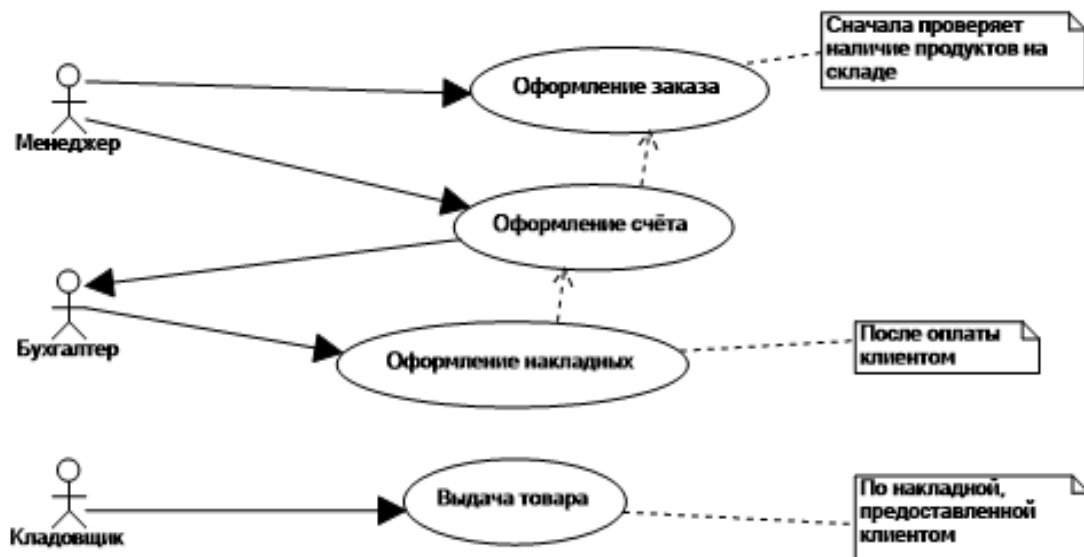 Сначала проверяет
наличие продуктов на
складе
Оформление заказа
Менеджер
Оформление счёта
Бухгалтер
Оформление накладных
После оплаты
клиентом
Выдача товара
По накладной,
предоставленной
клиентом
Кладовщик